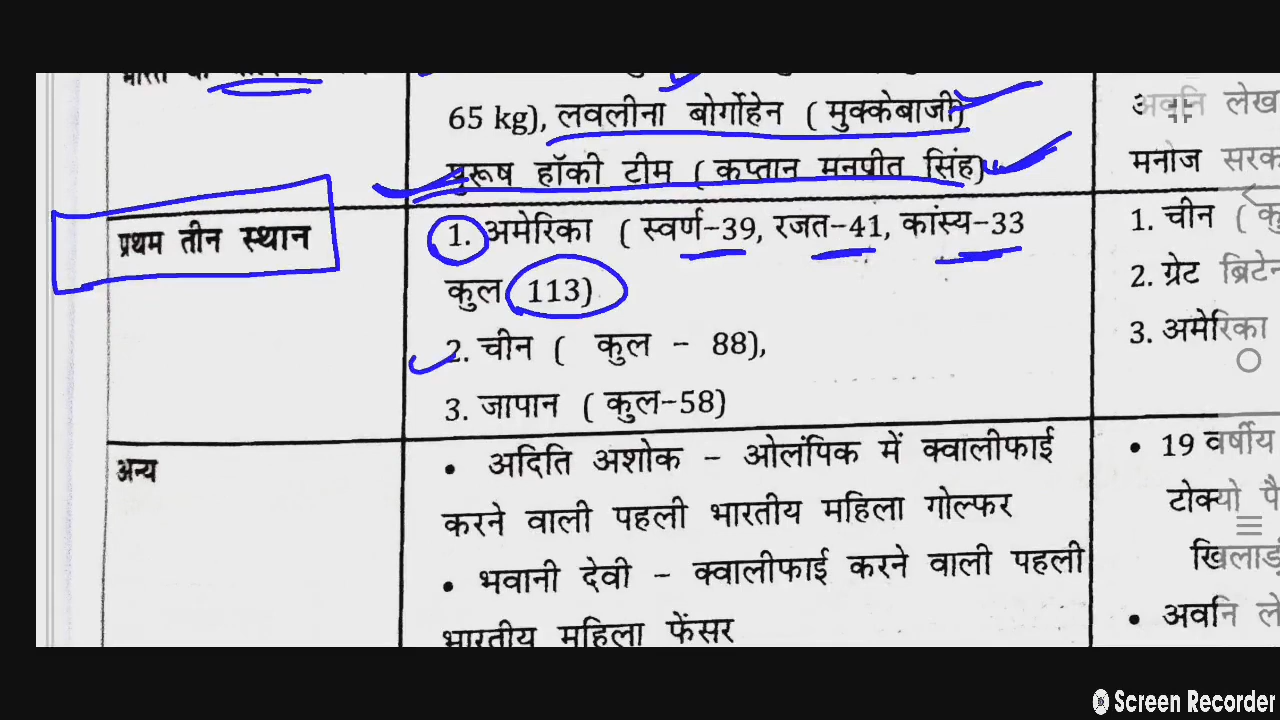 65 kg), लवलीना बोर्गोहेन ( मुक्केबाजी)
पुरूष हॉकी टीम ( कप्तान मनप्रीत सिंह)
प्रथम तीन स्थान
1. अमेरिका ( स्वर्ण-39, रजत-41, कांस्य-33
कुल 113)
2. चीन ( कुल - 88),
3. जापान ( कुल-58)
अन्य
• अदिति अशोक - ओलंपिक में क्वालीफाई
करने वाली पहली भारतीय महिला गोल्फर
• भवानी देवी - क्वालीफाई करने वाली पहली
भारतीय महिला फेंसर
अवनि लेख
मनोज सरक
1. चीन (
2. ग्रेट ब्रिटेन
3. अमेरिका
• 19 वर्षीय
टोक्यो पै
खिलाड़
• अवनि ले
Screen Recorder